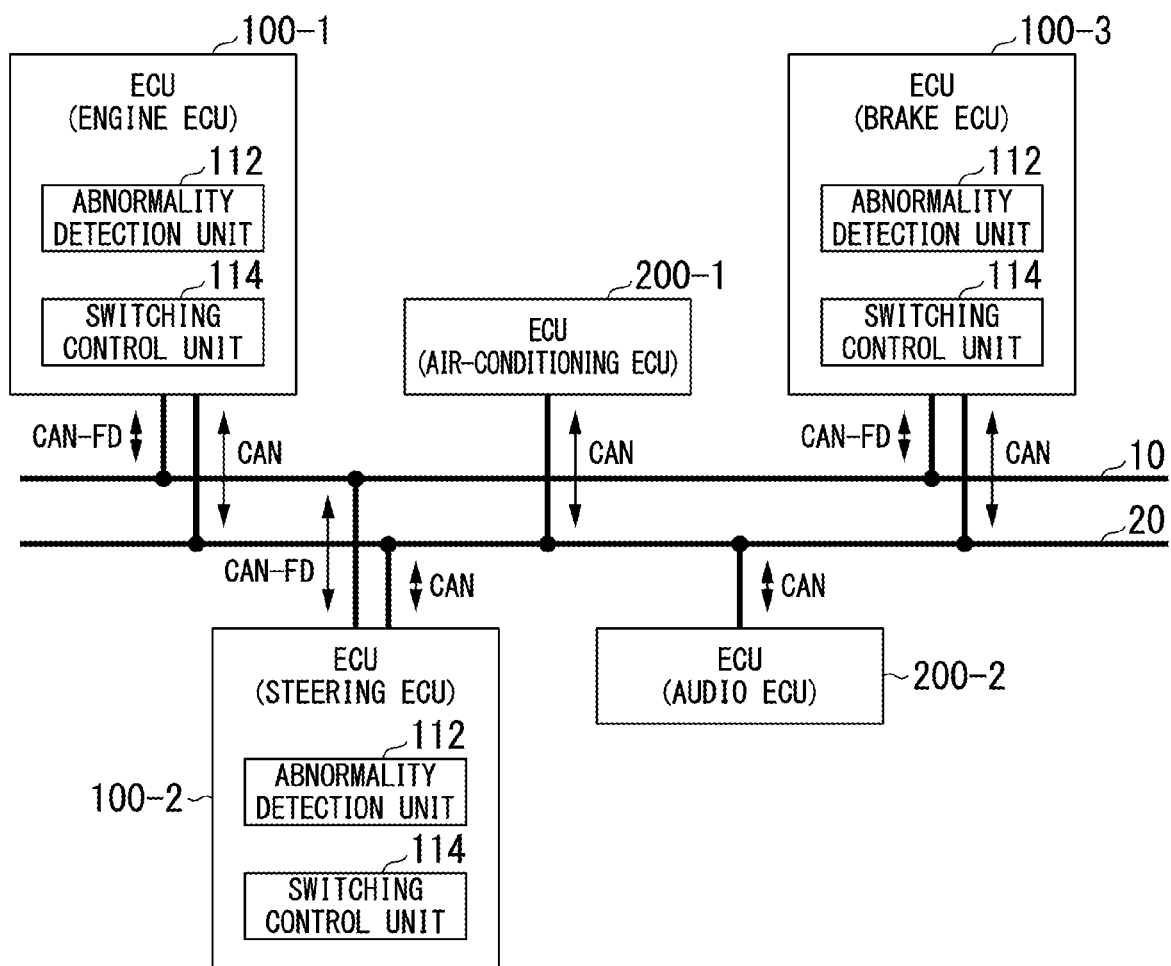 100-1
ECU
(ENGINE ECU)
112
ABNORMALITY
DETECTION UNIT
114
SWITCHING
CONTROL UNIT
100-3
ECU
(BRAKE ECU)
112
ABNORMALITY
DETECTION UNIT
114
SWITCHING
CONTROL UNIT
200-1
ECU
(AIR-CONDITIONING ECU)
CAN-FD
CAN
CAN
CAN-FD
CAN
10
20
CAN-FD
CAN
CAN
ECU
(STEERING ECU)
112
ABNORMALITY
DETECTION UNIT
114
SWITCHING
CONTROL UNIT
100-2
ECU
(AUDIO ECU)
200-2